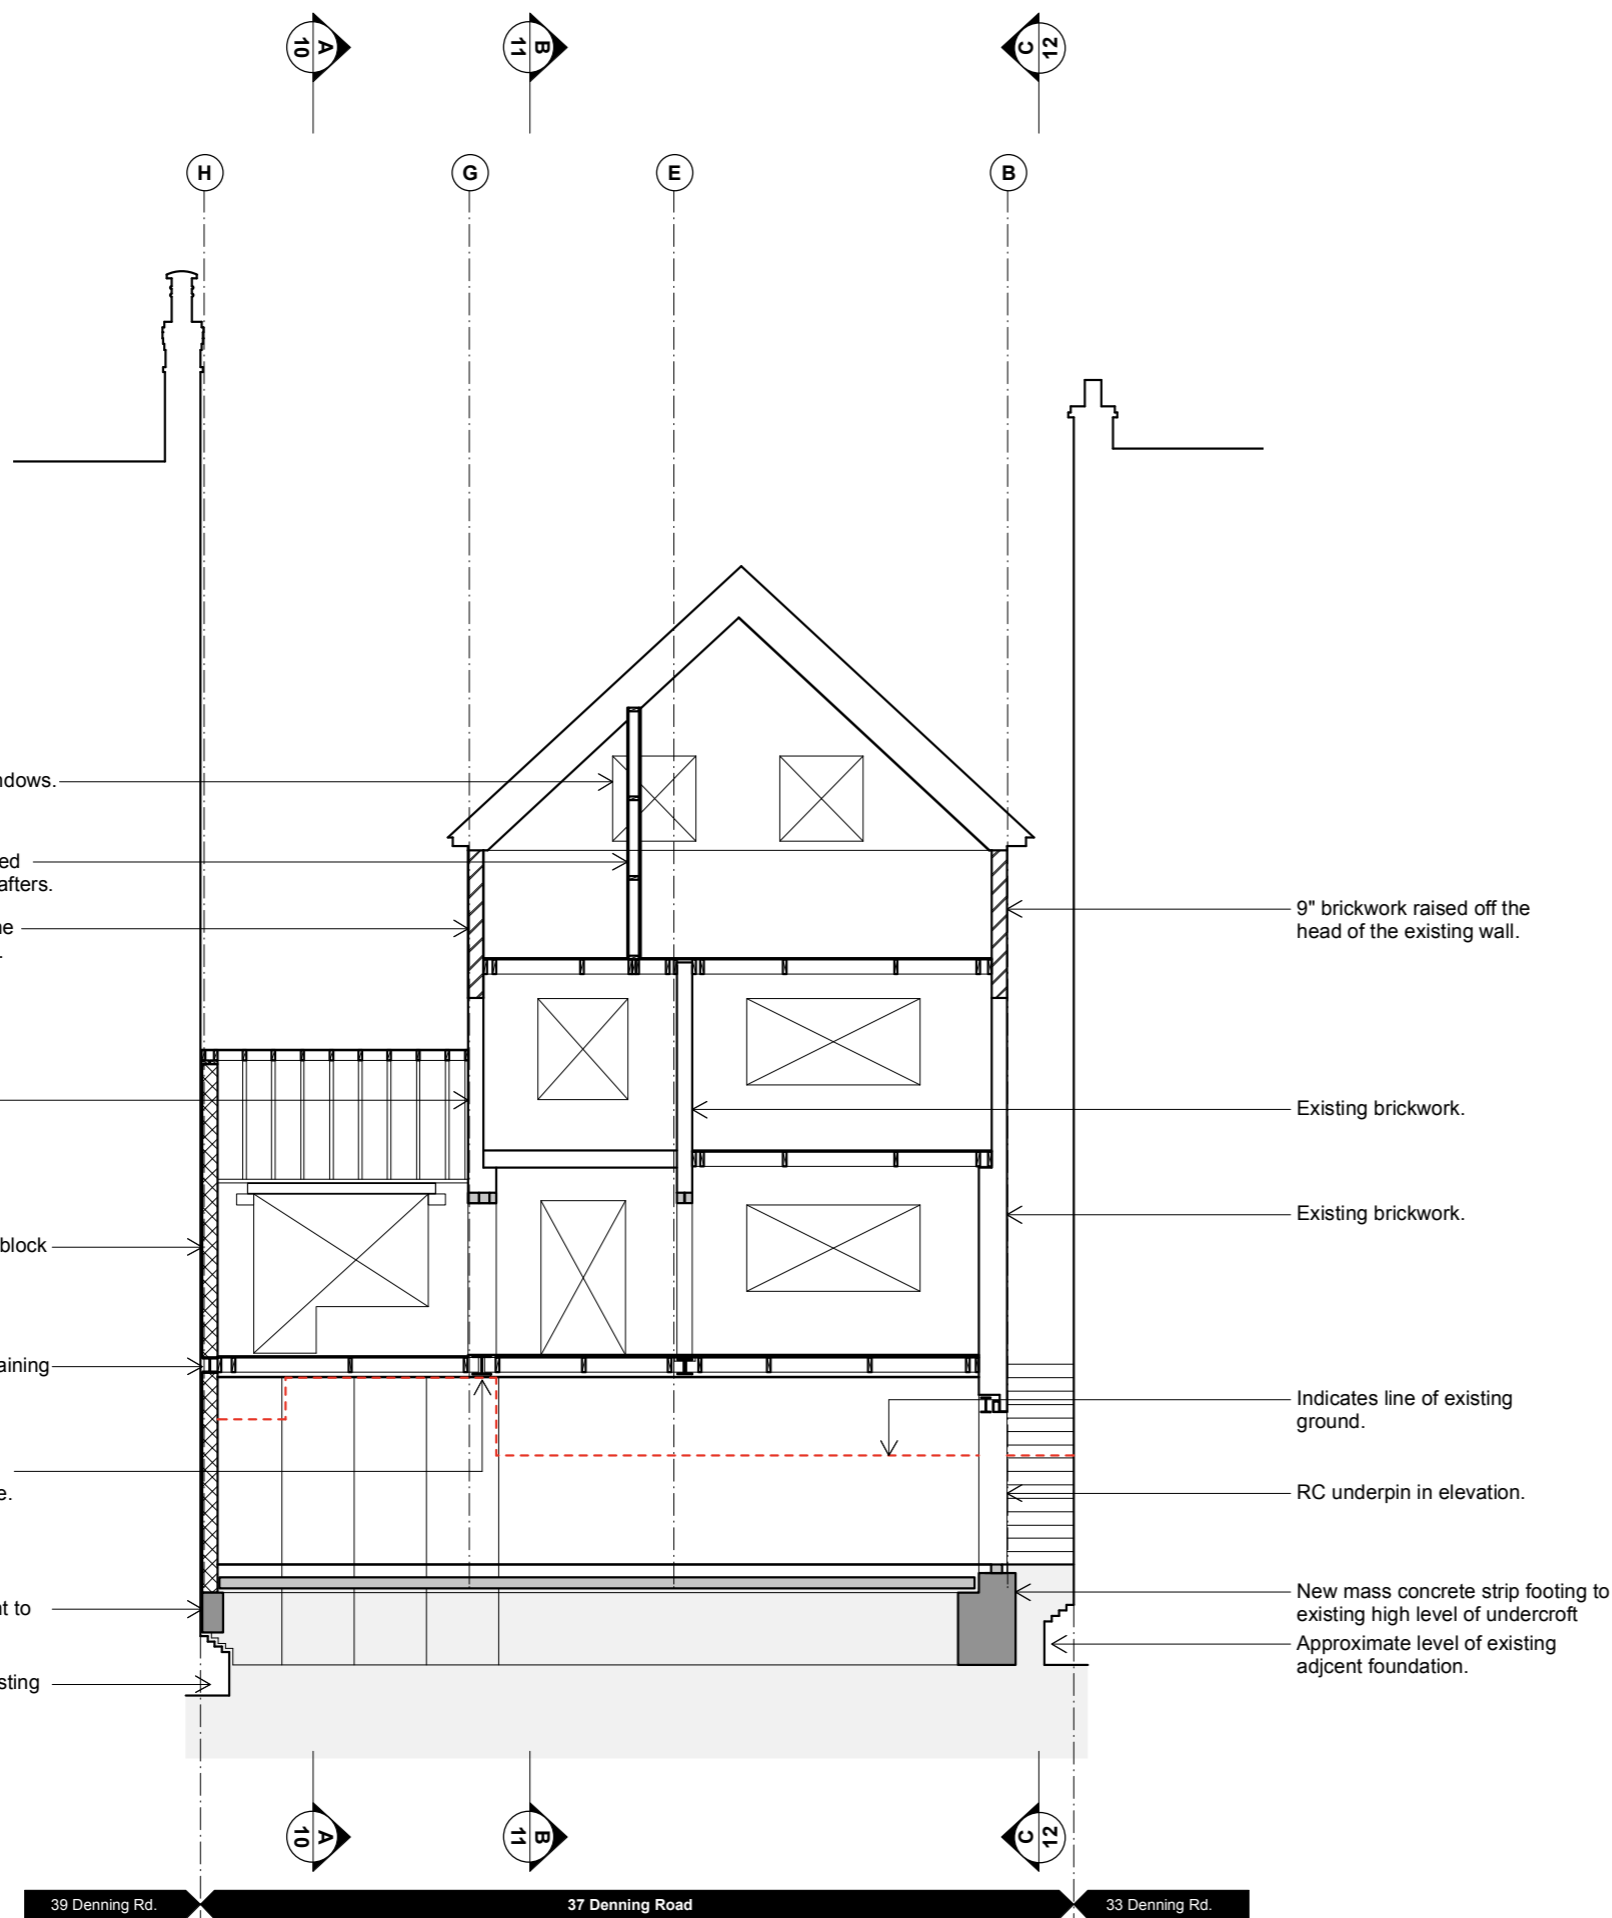 A 10
B 11
C 12
H
G
E
B
ndows.
ed
afters.
ne
.
9" brickwork raised off the
head of the existing wall.
Existing brickwork.
Existing brickwork.
block
aining
Indicates line of existing
ground.
e.
RC underpin in elevation.
nt to
New mass concrete strip footing to
existing high level of undercroft
Approximate level of existing
adjcent foundation.
sting
A 10
B 11
C 12
39 Denning Rd.
37 Denning Road
33 Denning Rd.